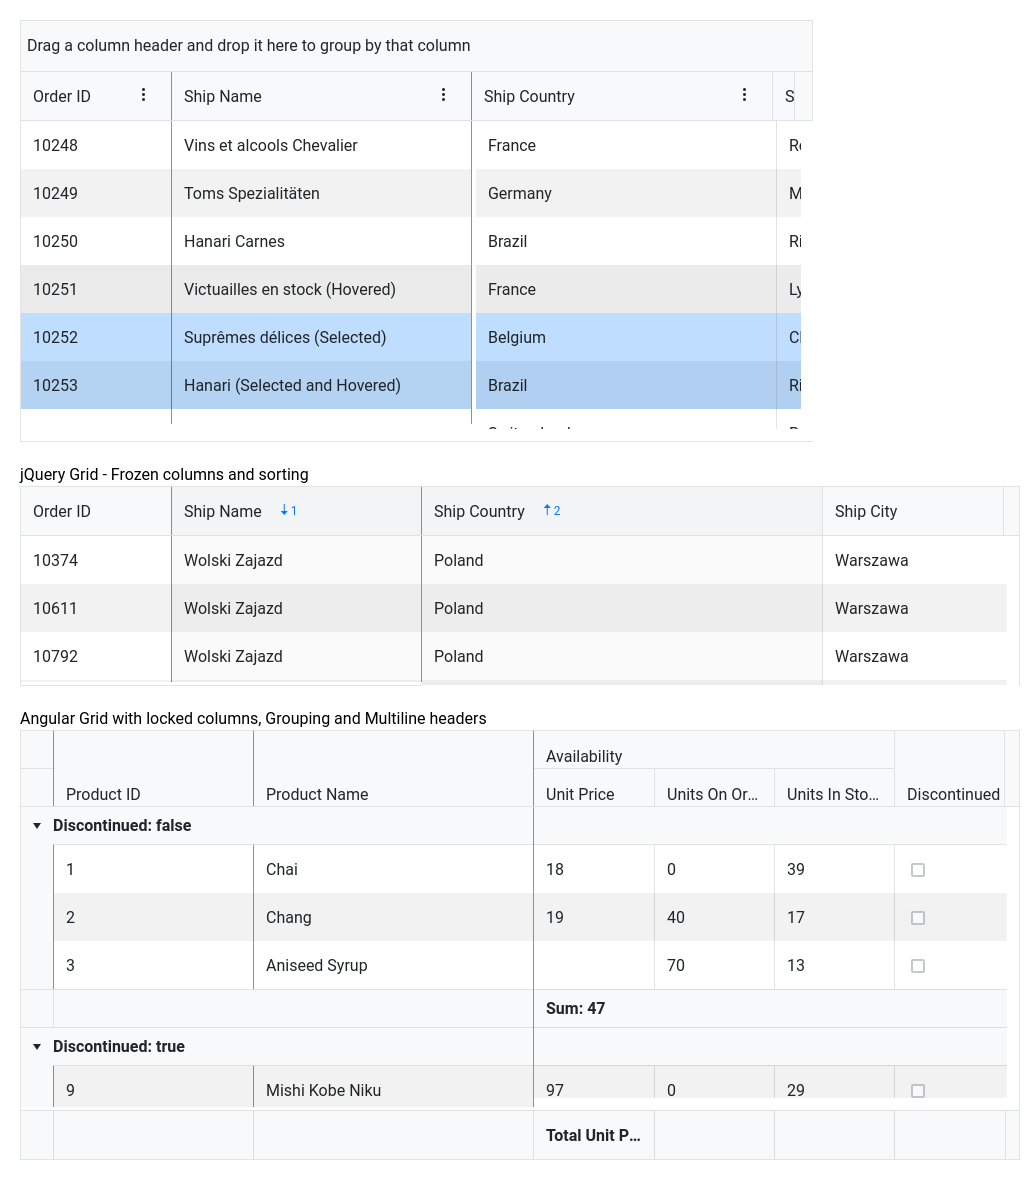 Drag a column header and drop it here to group by that column
Order ID Ship Name Ship Country S
10248 Vins et alcools Chevalier France
10249 Toms Spezialitäten Germany M
10250 Hanari Carnes Brazil Ri
10251 Victuailles en stock (Hovered) France Ly
10252 Suprêmes délices (Selected) Belgium
10253 Hanari (Selected and Hovered) Brazil Ri
jQuery Grid - Frozen columns and sorting
Order ID Ship Name 1 Ship Country 2 Ship City
10374 Wolski Zajazd Poland Warszawa
10611 Wolski Zajazd Poland Warszawa
10792 Wolski Zajazd Poland Warszawa
Angular Grid with locked columns, Grouping and Multiline headers
Availability
Product ID Product Name Unit Price Units On Or... Units In Sto... Discontinued
Discontinued: false
1 Chai 18 0 39
2 Chang 19 40 17
3 Aniseed Syrup 70 13
Sum: 47
Discontinued: true
9 Mishi Kobe Niku 97 0 29
Total Unit P...